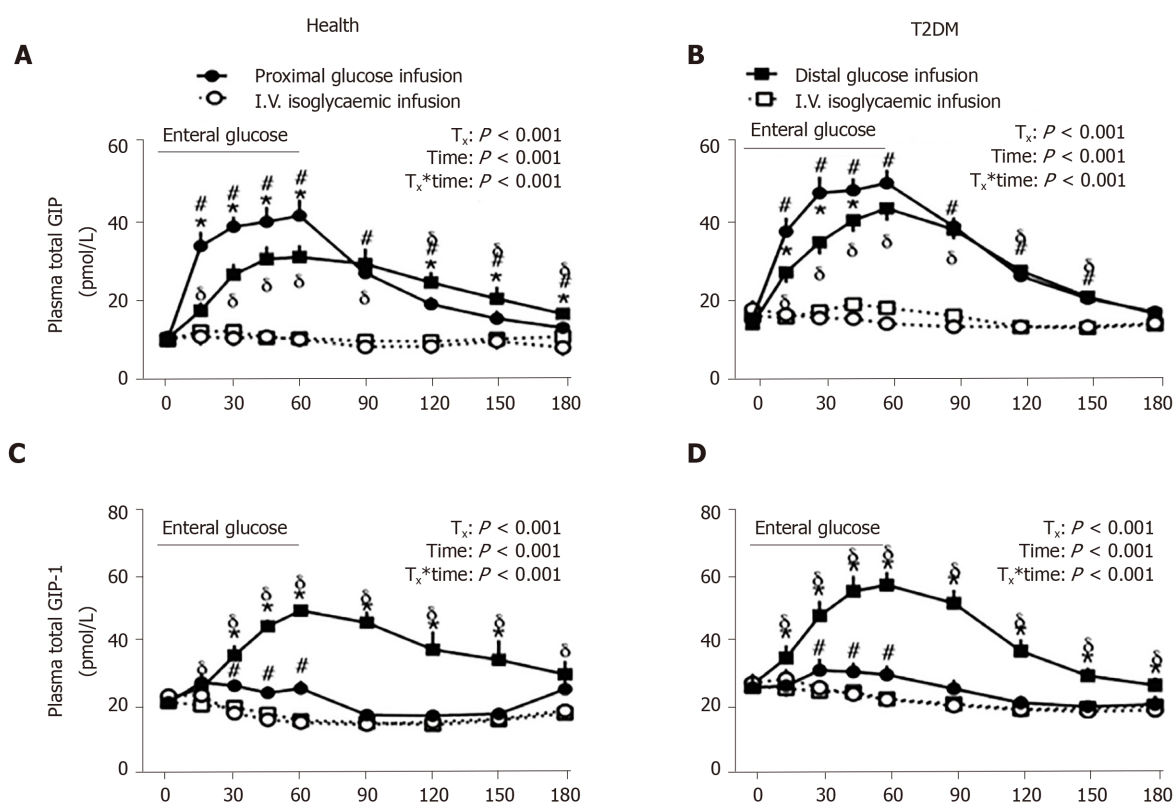 Health
T2DM
A
B
Proximal glucose infusion
I.V. isoglycaemic infusion
Distal glucose infusion
I.V. isoglycaemic infusion
Enteral glucose
Tx: P < 0.001
Time: P < 0.001
Tx*time: P < 0.001
Plasma total GIP
(pmol/L)
60
40
20
0
# # # # # δ δ δ
* * * * # # #
* * *
δ δ δ δ δ
0 30 60 90 120 150 180
Enteral glucose
Tx: P < 0.001
Time: P < 0.001
Tx*time: P < 0.001
60
40
20
0
# # # # # δ δ
* * * # #
δ δ δ δ δ
0 30 60 90 120 150 180
C
D
Plasma total GIP-1
(pmol/L)
80
60
40
20
0
Enteral glucose
Tx: P < 0.001
Time: P < 0.001
Tx*time: P < 0.001
δ δ δ δ δ δ δ δ
* * * * * *
# # #
0 30 60 90 120 150 180
80
60
40
20
0
Enteral glucose
Tx: P < 0.001
Time: P < 0.001
Tx*time: P < 0.001
δ δ δ δ δ δ δ δ
* * * * * * * *
# # #
0 30 60 90 120 150 180